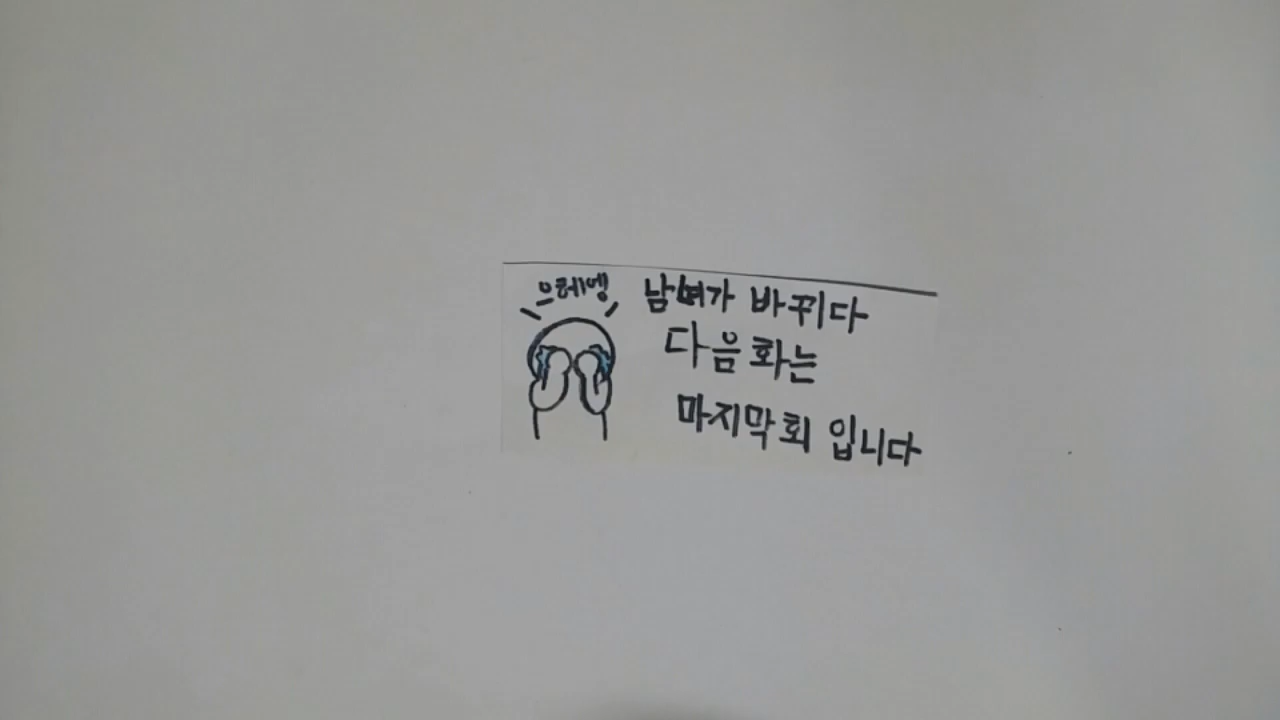 으헤엥
남녀가 바뀌다
다음화는
마지막회 입니다